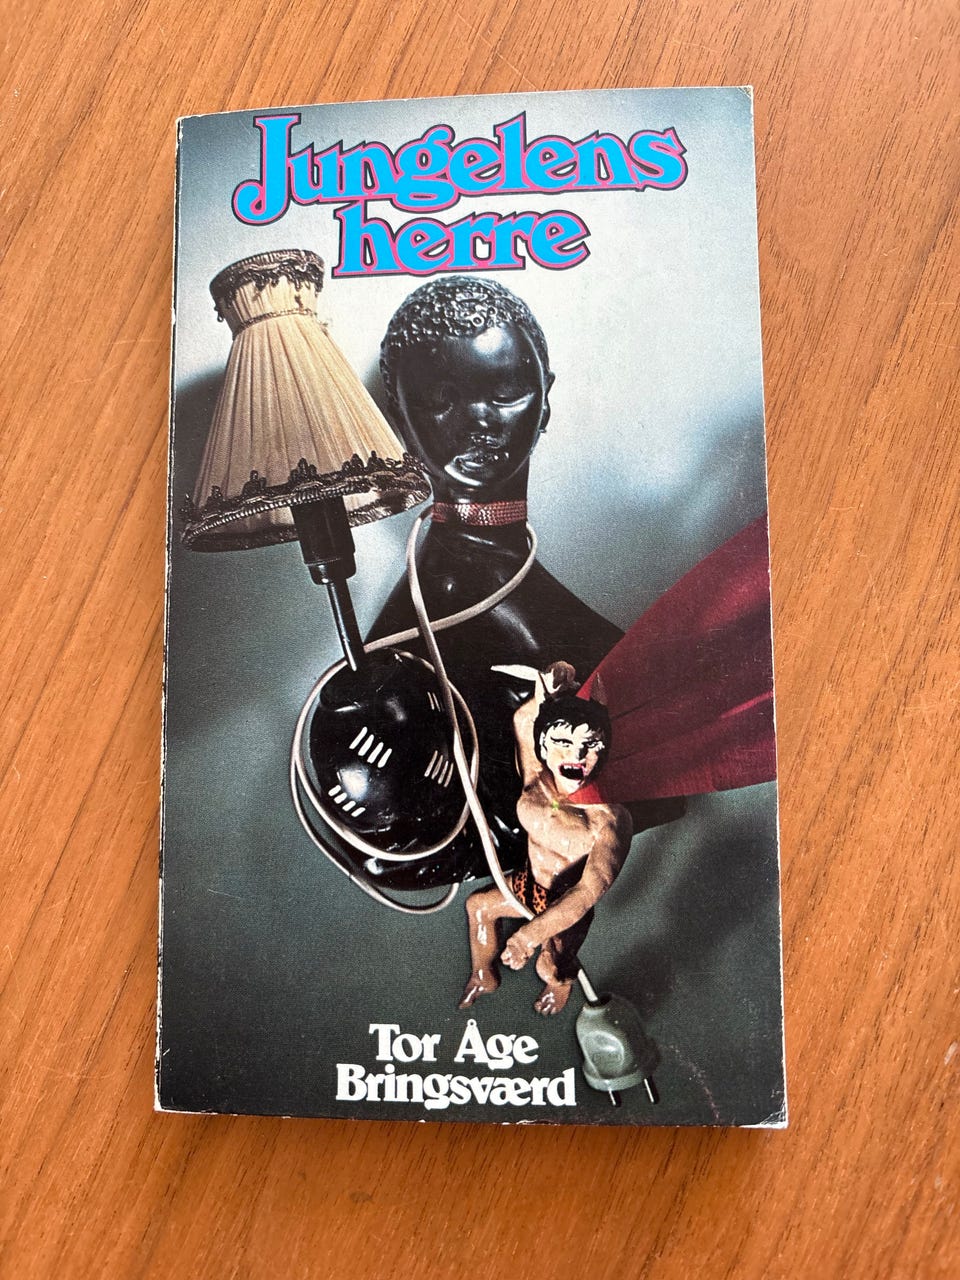 Jungelens
herre
Tor Åge
Bringsværd